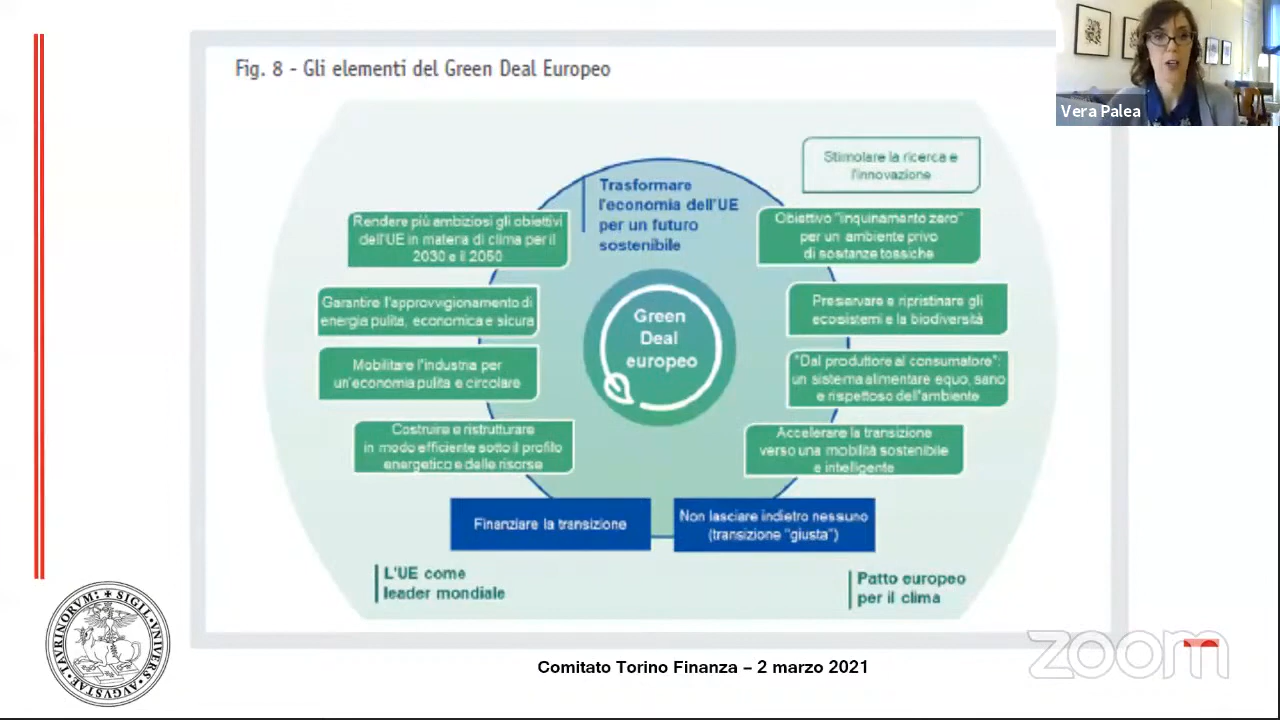 Fig. 8 - Gli elementi del Green Deal Europeo
Vera Palea
Stimolare la ricerca e
l'innovazione
Trasformare
l'economia dell'UE
per un futuro
sostenibile
Rendere più ambiziosi gli obiettivi
dell'UE in materia di clima per il
2030 e il 2050
Obiettivo "inquinamento zero"
per un ambiente privo
di sostanze tossiche
Garantire l'approvvigionamento di
energia pulita, economica e sicura
Preservare e ripristinare gli
ecosistemi e la biodiversità
Green
Deal
europeo
Mobilitare l'industria per
un'economia pulita e circolare
"Dal produttore al consumatore":
un sistema alimentare equo, sano
e rispettoso dell'ambiente
Costruire e ristrutturare
in modo efficiente sotto il profilo
energetico e delle risorse
Accelerare la transizione
verso una mobilità sostenibile
e intelligente
Finanziare la transizione
Non lasciare indietro nessuno
(transizione "giusta")
L'UE come
leader mondiale
Patto europeo
per il clima
SIGILL VNIVERS AVGVSTAE TAVRINORVM
Comitato Torino Finanza – 2 marzo 2021
zoom